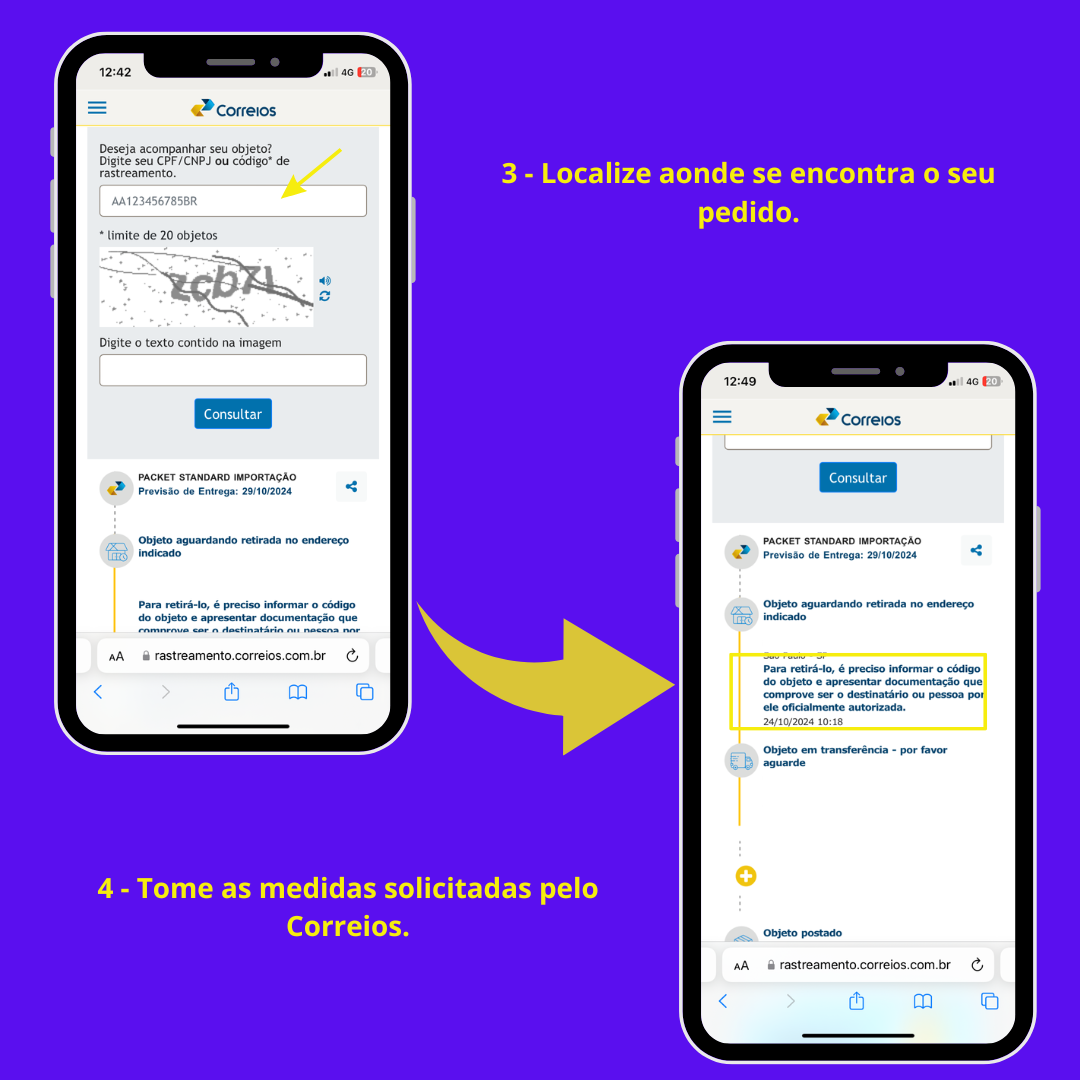 12:42
4G 20
Correios
Deseja acompanhar seu objeto?
Digite seu CPF/CNPJ ou código* de
rastreamento.
AA123456785BR
* limite de 20 objetos
zcb7L
Digite o texto contido na imagem
Consultar
PACKET STANDARD IMPORTAÇÃO
Previsão de Entrega: 29/10/2024
Objeto aguardando retirada no endereço
indicado
Para retirá-lo, é preciso informar o código
do objeto e apresentar documentação que
comprove ser o destinatário ou pessoa por
AA rastreamento.correios.com.br
3 - Localize aonde se encontra o seu
pedido.
12:49
4G 20
Correios
Consultar
PACKET STANDARD IMPORTAÇÃO
Previsão de Entrega: 29/10/2024
Objeto aguardando retirada no endereço
indicado
Sao Paulo - SP
Para retirá-lo, é preciso informar o código
do objeto e apresentar documentação que
comprove ser o destinatário ou pessoa por
ele oficialmente autorizada.
24/10/2024 10:18
Objeto em transferência - por favor
aguarde
Objeto postado
AA rastreamento.correios.com.br
4 - Tome as medidas solicitadas pelo
Correios.